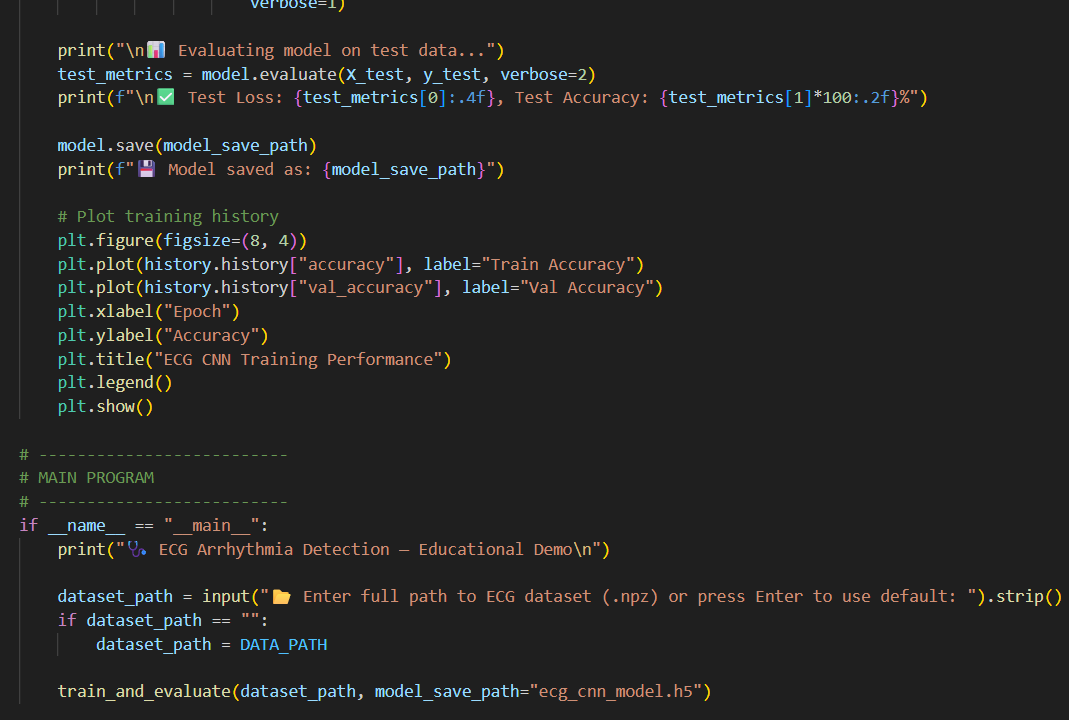 verbose=1)
print("\n📊 Evaluating model on test data...")
test_metrics = model.evaluate(X_test, y_test, verbose=2)
print(f"\n✅ Test Loss: {test_metrics[0]:.4f}, Test Accuracy: {test_metrics[1]*100:.2f}%")
model.save(model_save_path)
print(f"💾 Model saved as: {model_save_path}")
# Plot training history
plt.figure(figsize=(8, 4))
plt.plot(history.history["accuracy"], label="Train Accuracy")
plt.plot(history.history["val_accuracy"], label="Val Accuracy")
plt.xlabel("Epoch")
plt.ylabel("Accuracy")
plt.title("ECG CNN Training Performance")
plt.legend()
plt.show()
# --------------------------
# MAIN PROGRAM
# --------------------------
if __name__ == "__main__":
print("🩺 ECG Arrhythmia Detection — Educational Demo\n")
dataset_path = input("📂 Enter full path to ECG dataset (.npz) or press Enter to use default: ").strip()
if dataset_path == "":
dataset_path = DATA_PATH
train_and_evaluate(dataset_path, model_save_path="ecg_cnn_model.h5")